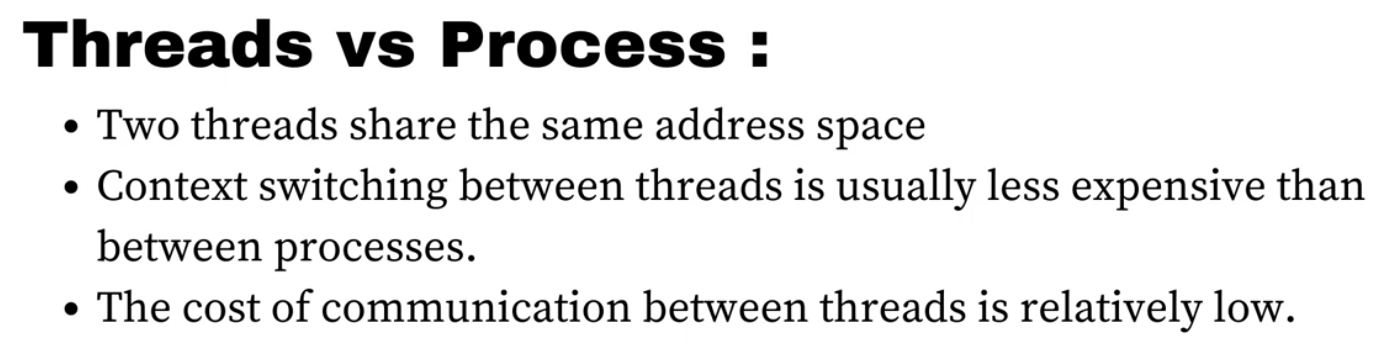 Threads vs Process :
• Two threads share the same address space
• Context switching between threads is usually less expensive than
between processes.
• The cost of communication between threads is relatively low.